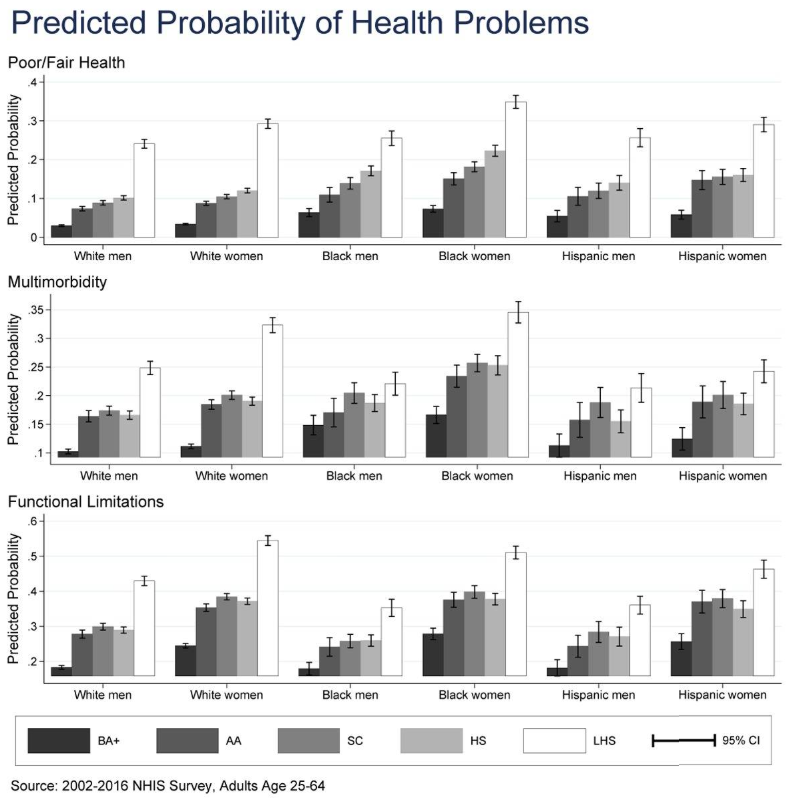 Predicted Probability of Health Problems
Poor/Fair Health
Predicted Probability
.4
.3
.2
.1
0
White men White women Black men Black women Hispanic men Hispanic women
Multimorbidity
Predicted Probability
.35
.3
.25
.2
.15
.1
White men White women Black men Black women Hispanic men Hispanic women
Functional Limitations
Predicted Probability
.6
.5
.4
.3
.2
White men White women Black men Black women Hispanic men Hispanic women
BA+ AA SC HS LHS 95% CI
Source: 2002-2016 NHIS Survey, Adults Age 25-64